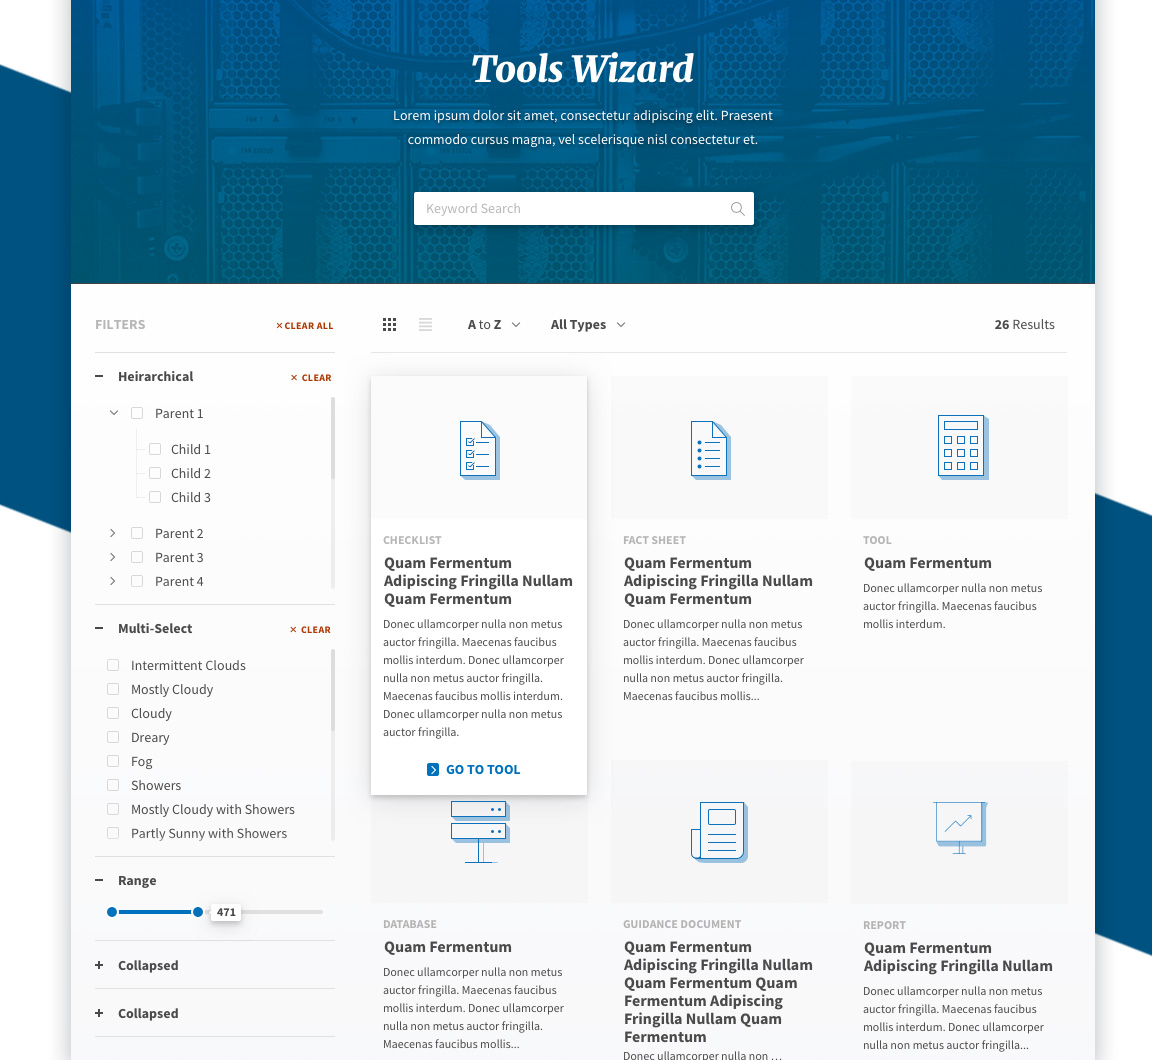 Tools Wizard
Lorem ipsum dolor sit amet, consectetur adipiscing elit. Praesent
commodo cursus magna, vel scelerisque nisl consectetur et.
Keyword Search
FILTERS
× CLEAR ALL
Heirarchical
× CLEAR
Parent 1
Child 1
Child 2
Child 3
Parent 2
Parent 3
Parent 4
Multi-Select
× CLEAR
Intermittent Clouds
Mostly Cloudy
Cloudy
Dreary
Fog
Showers
Mostly Cloudy with Showers
Partly Sunny with Showers
Range
471
Collapsed
Collapsed
A to Z
All Types
26 Results
CHECKLIST
Quam Fermentum
Adipiscing Fringilla Nullam
Quam Fermentum
Donec ullamcorper nulla non metus
auctor fringilla. Maecenas faucibus
mollis interdum. Donec ullamcorper
nulla non metus auctor fringilla.
Maecenas faucibus mollis interdum.
Donec ullamcorper nulla non metus
auctor fringilla.
GO TO TOOL
FACT SHEET
Quam Fermentum
Adipiscing Fringilla Nullam
Quam Fermentum
Donec ullamcorper nulla non metus
auctor fringilla. Maecenas faucibus
mollis interdum. Donec ullamcorper
nulla non metus auctor fringilla.
Maecenas faucibus mollis...
TOOL
Quam Fermentum
Donec ullamcorper nulla non metus
auctor fringilla. Maecenas faucibus
mollis interdum.
DATABASE
Quam Fermentum
Donec ullamcorper nulla non metus
auctor fringilla. Maecenas faucibus
mollis interdum. Donec ullamcorper
nulla non metus auctor fringilla.
Maecenas faucibus mollis...
GUIDANCE DOCUMENT
Quam Fermentum
Adipiscing Fringilla Nullam
Quam Fermentum Quam
Fermentum Adipiscing
Fringilla Nullam Quam
Fermentum
Donec ullamcorper nulla non ...
REPORT
Quam Fermentum
Adipiscing Fringilla Nullam
Donec ullamcorper nulla non metus
auctor fringilla. Maecenas faucibus
mollis interdum. Donec ullamcorper
nulla non metus auctor fringilla...